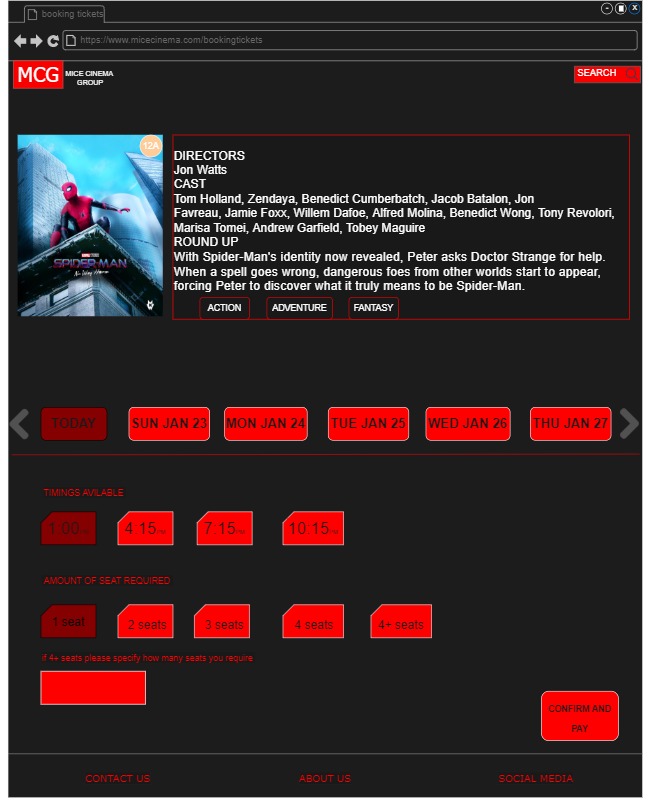 booking tickets
https://www.micecinema.com/bookingtickets
MCG
MICE CINEMA
GROUP
SEARCH
12A
SPIDER-MAN
No Way Home
DIRECTORS
Jon Watts
CAST
Tom Holland, Zendaya, Benedict Cumberbatch, Jacob Batalon, Jon
Favreau, Jamie Foxx, Willem Dafoe, Alfred Molina, Benedict Wong, Tony Revolori,
Marisa Tomei, Andrew Garfield, Tobey Maguire
ROUND UP
With Spider-Man's identity now revealed, Peter asks Doctor Strange for help.
When a spell goes wrong, dangerous foes from other worlds start to appear,
forcing Peter to discover what it truly means to be Spider-Man.
ACTION ADVENTURE FANTASY
TODAY SUN JAN 23 MON JAN 24 TUE JAN 25 WED JAN 26 THU JAN 27
TIMINGS AVILABLE
1:00PM 4:15PM 7:15PM 10:15PM
AMOUNT OF SEAT REQUIRED
1 seat 2 seats 3 seats 4 seats 4+ seats
if 4+ seats please specify how many seats you require
CONFIRM AND
PAY
CONTACT US ABOUT US SOCIAL MEDIA